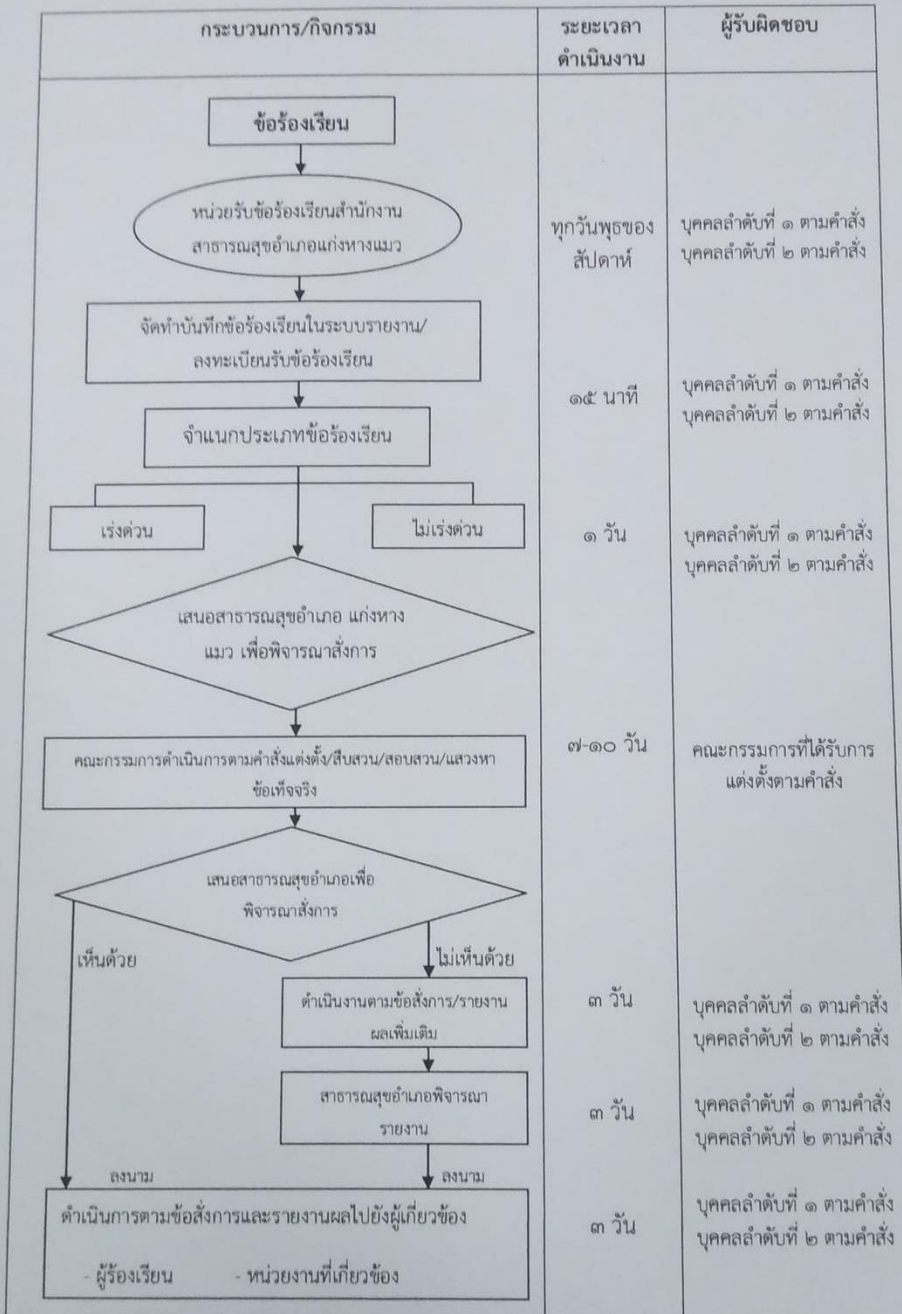 กระบวนการ/กิจกรรม
ระยะเวลา
ดำเนินงาน
ผู้รับผิดชอบ
ข้อร้องเรียน
หน่วยรับข้อร้องเรียนสำนักงาน
สาธารณสุขอำเภอแก่งหางแมว
ทุกวันพุธของ
สัปดาห์
บุคคลลำดับที่ ๑ ตามคำสั่ง
บุคคลลำดับที่ ๒ ตามคำสั่ง
จัดทำบันทึกข้อร้องเรียนในระบบรายงาน/
ลงทะเบียนรับข้อร้องเรียน
๑๕ นาที
บุคคลลำดับที่ ๑ ตามคำสั่ง
บุคคลลำดับที่ ๒ ตามคำสั่ง
จำแนกประเภทข้อร้องเรียน
เร่งด่วน
ไม่เร่งด่วน
๑ วัน
บุคคลลำดับที่ ๑ ตามคำสั่ง
บุคคลลำดับที่ ๒ ตามคำสั่ง
เสนอสาธารณสุขอำเภอ แก่งหาง
แมว เพื่อพิจารณาสั่งการ
คณะกรรมการดำเนินการตามคำสั่งแต่งตั้ง/สืบสวน/สอบสวน/แสวงหา
ข้อเท็จจริง
๗-๑๐ วัน
คณะกรรมการที่ได้รับการ
แต่งตั้งตามคำสั่ง
เสนอสาธารณสุขอำเภอเพื่อ
พิจารณาสั่งการ
เห็นด้วย
ไม่เห็นด้วย
ดำเนินงานตามข้อสั่งการ/รายงาน
ผลเพิ่มเติม
๓ วัน
บุคคลลำดับที่ ๑ ตามคำสั่ง
บุคคลลำดับที่ ๒ ตามคำสั่ง
สาธารณสุขอำเภอพิจารณา
รายงาน
๓ วัน
บุคคลลำดับที่ ๑ ตามคำสั่ง
บุคคลลำดับที่ ๒ ตามคำสั่ง
ลงนาม
ลงนาม
ดำเนินการตามข้อสั่งการและรายงานผลไปยังผู้เกี่ยวข้อง
- ผู้ร้องเรียน - หน่วยงานที่เกี่ยวข้อง
๓ วัน
บุคคลลำดับที่ ๑ ตามคำสั่ง
บุคคลลำดับที่ ๒ ตามคำสั่ง